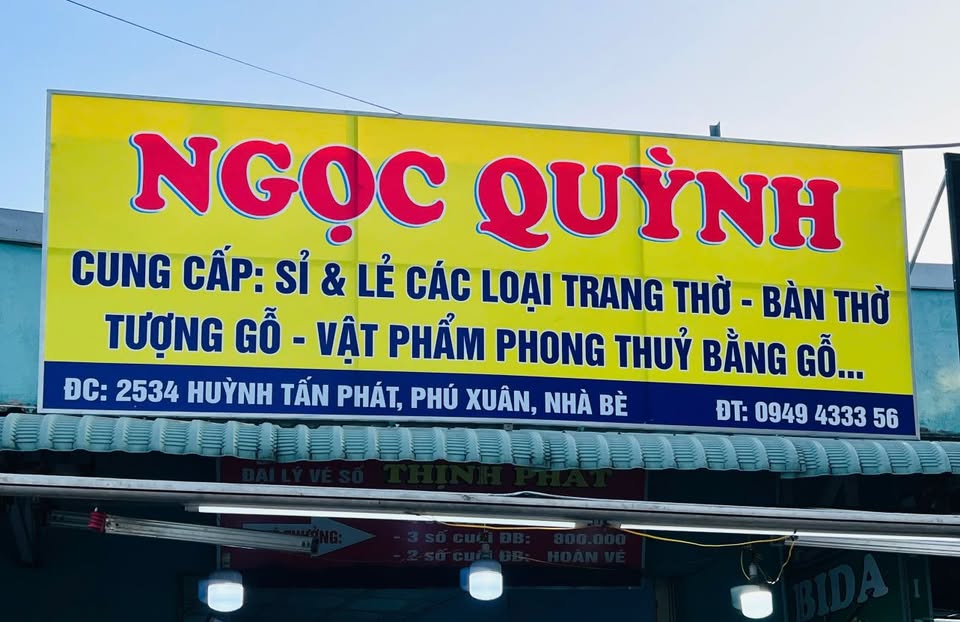 NGỌC QUỲNH
CUNG CẤP: SỈ & LẺ CÁC LOẠI TRANG THỜ - BÀN THỜ
TƯỢNG GỖ - VẬT PHẨM PHONG THUỶ BẰNG GỖ...
ĐC: 2534 HUỲNH TẤN PHÁT, PHÚ XUÂN, NHÀ BÈ ĐT: 0949 4333 56
ĐẠI LÝ VÉ SỐ THỊNH PHÁT
- 3 số cuối ĐB: 800.000
- 2 số cuối ĐB: HOÀN VÉ
BIDA